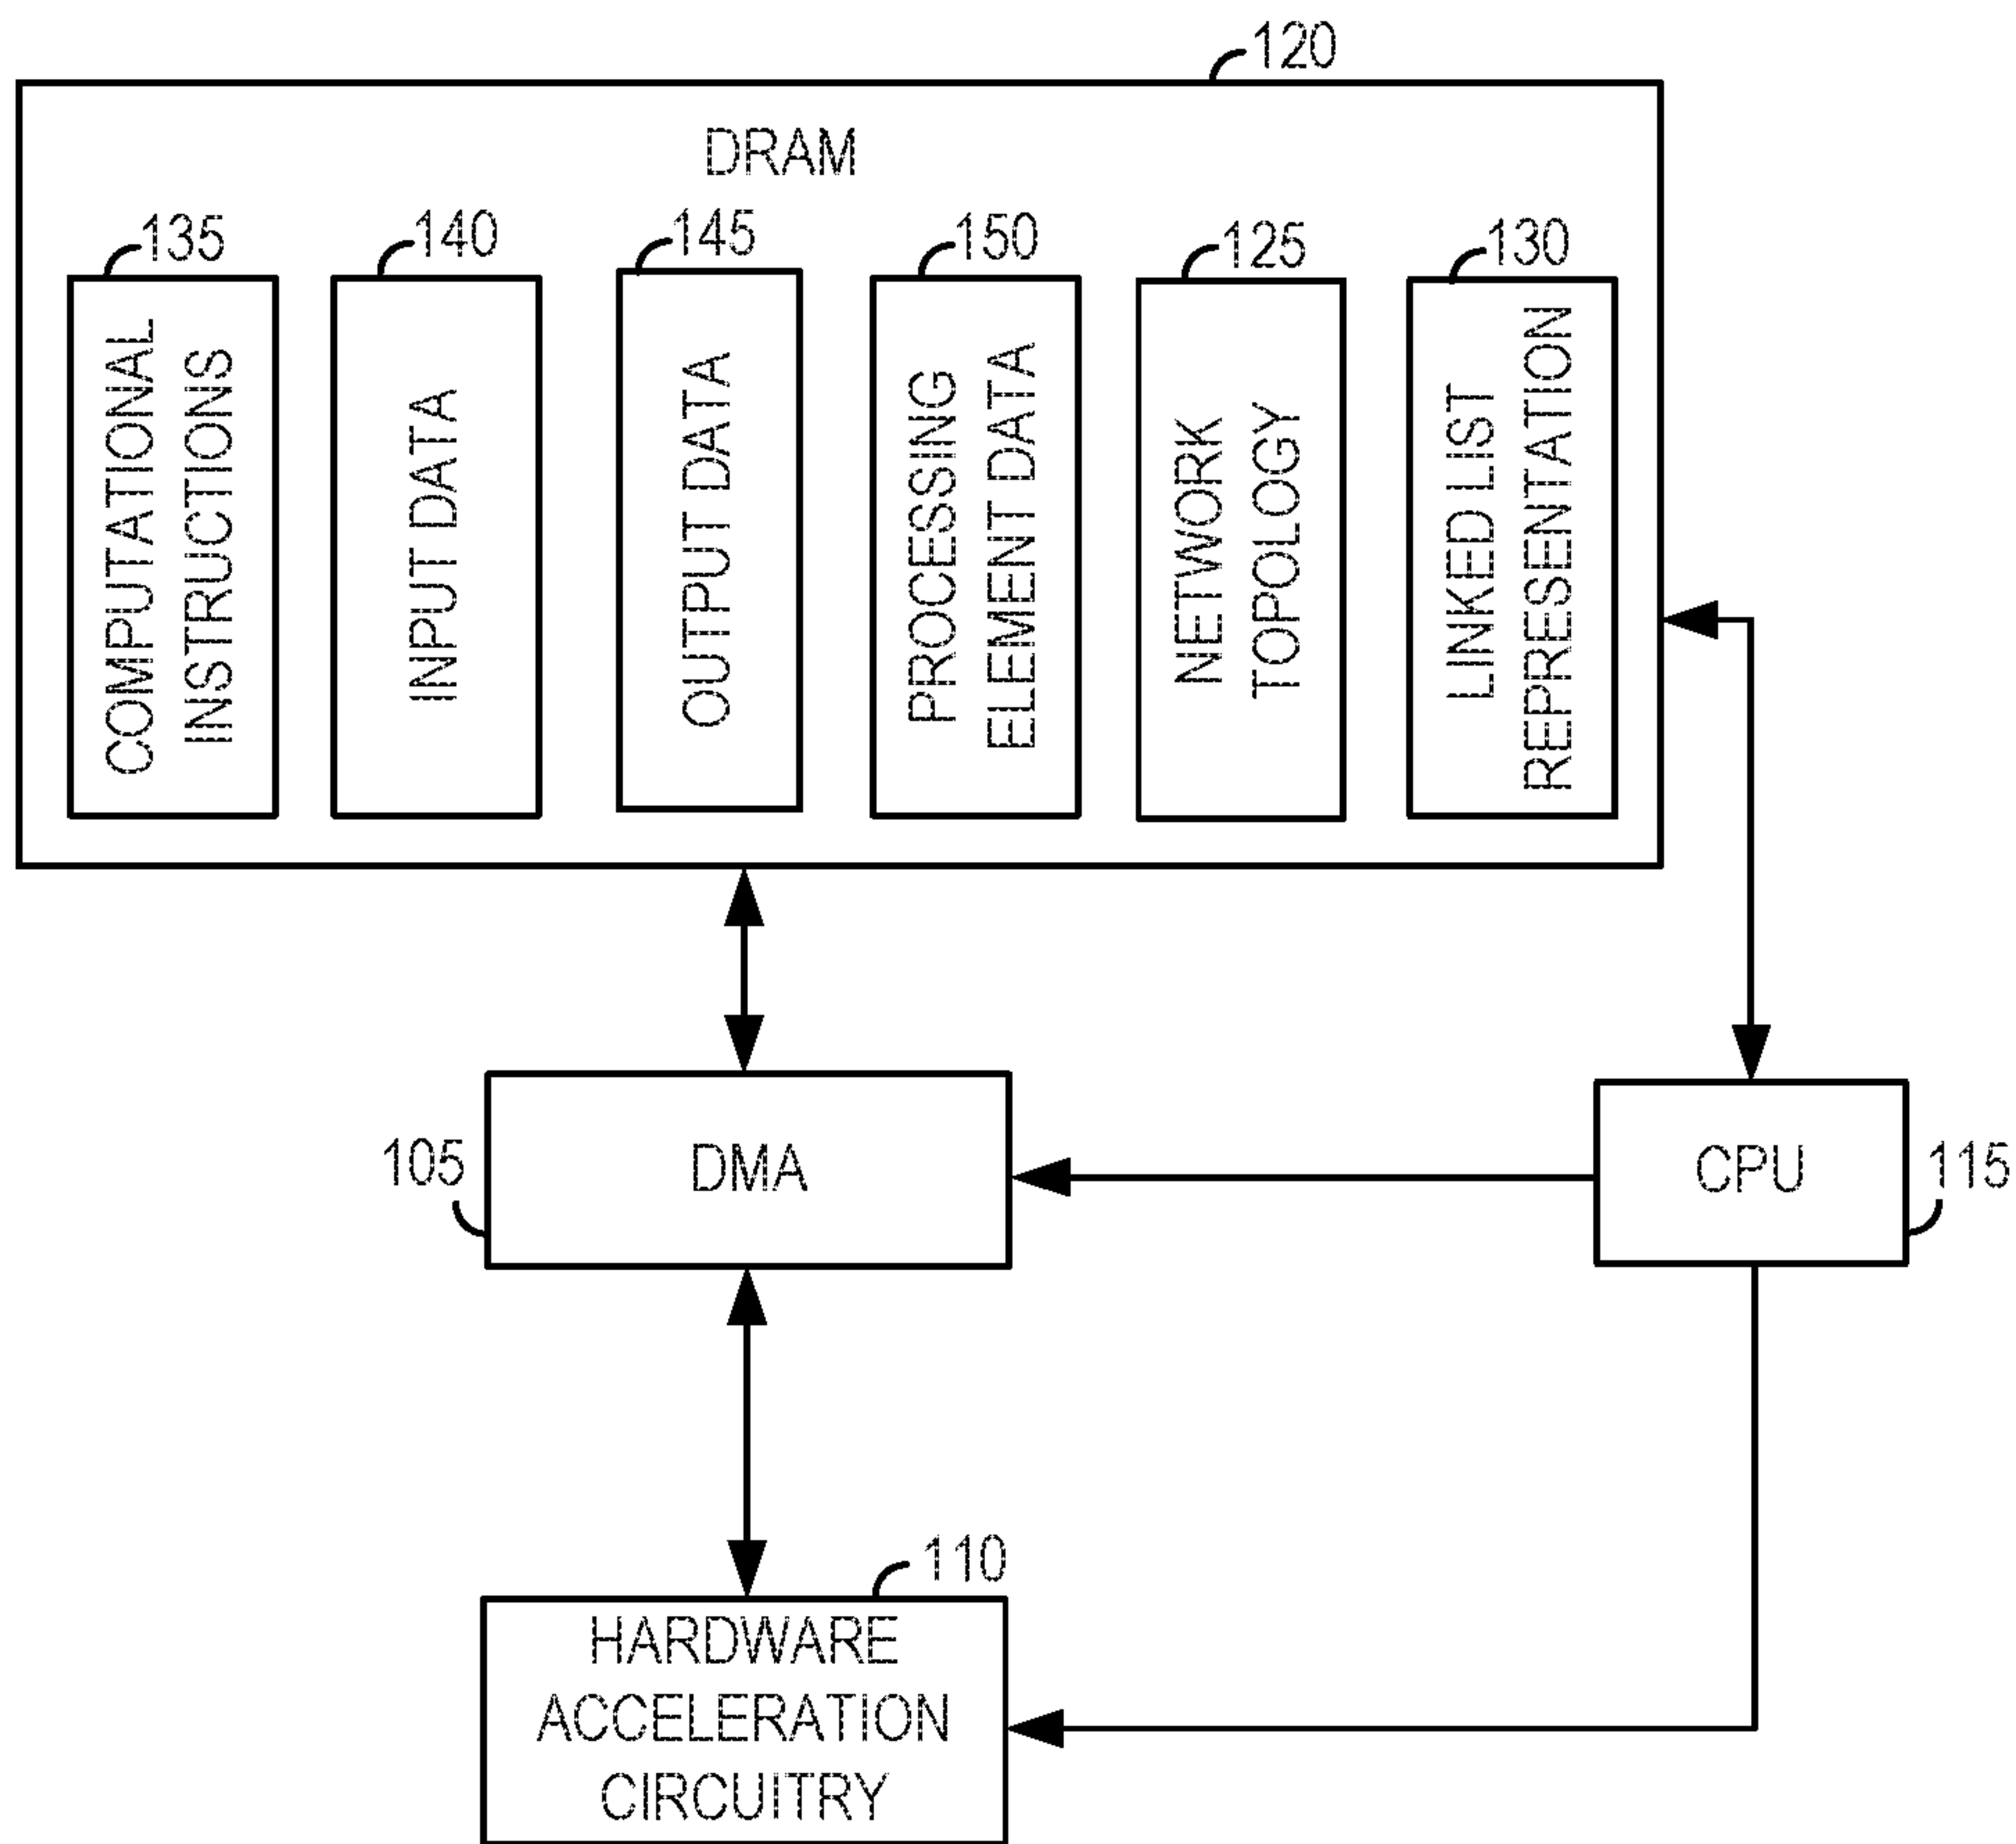 120
DRAM
135
140
145
150
125
130
COMPUTATIONAL
INSTRUCTIONS
INPUT DATA
OUTPUT DATA
PROCESSING
ELEMENT DATA
NETWORK
TOPOLOGY
LINKED LIST
REPRESENTATION
105
DMA
CPU
115
110
HARDWARE
ACCELERATION
CIRCUITRY